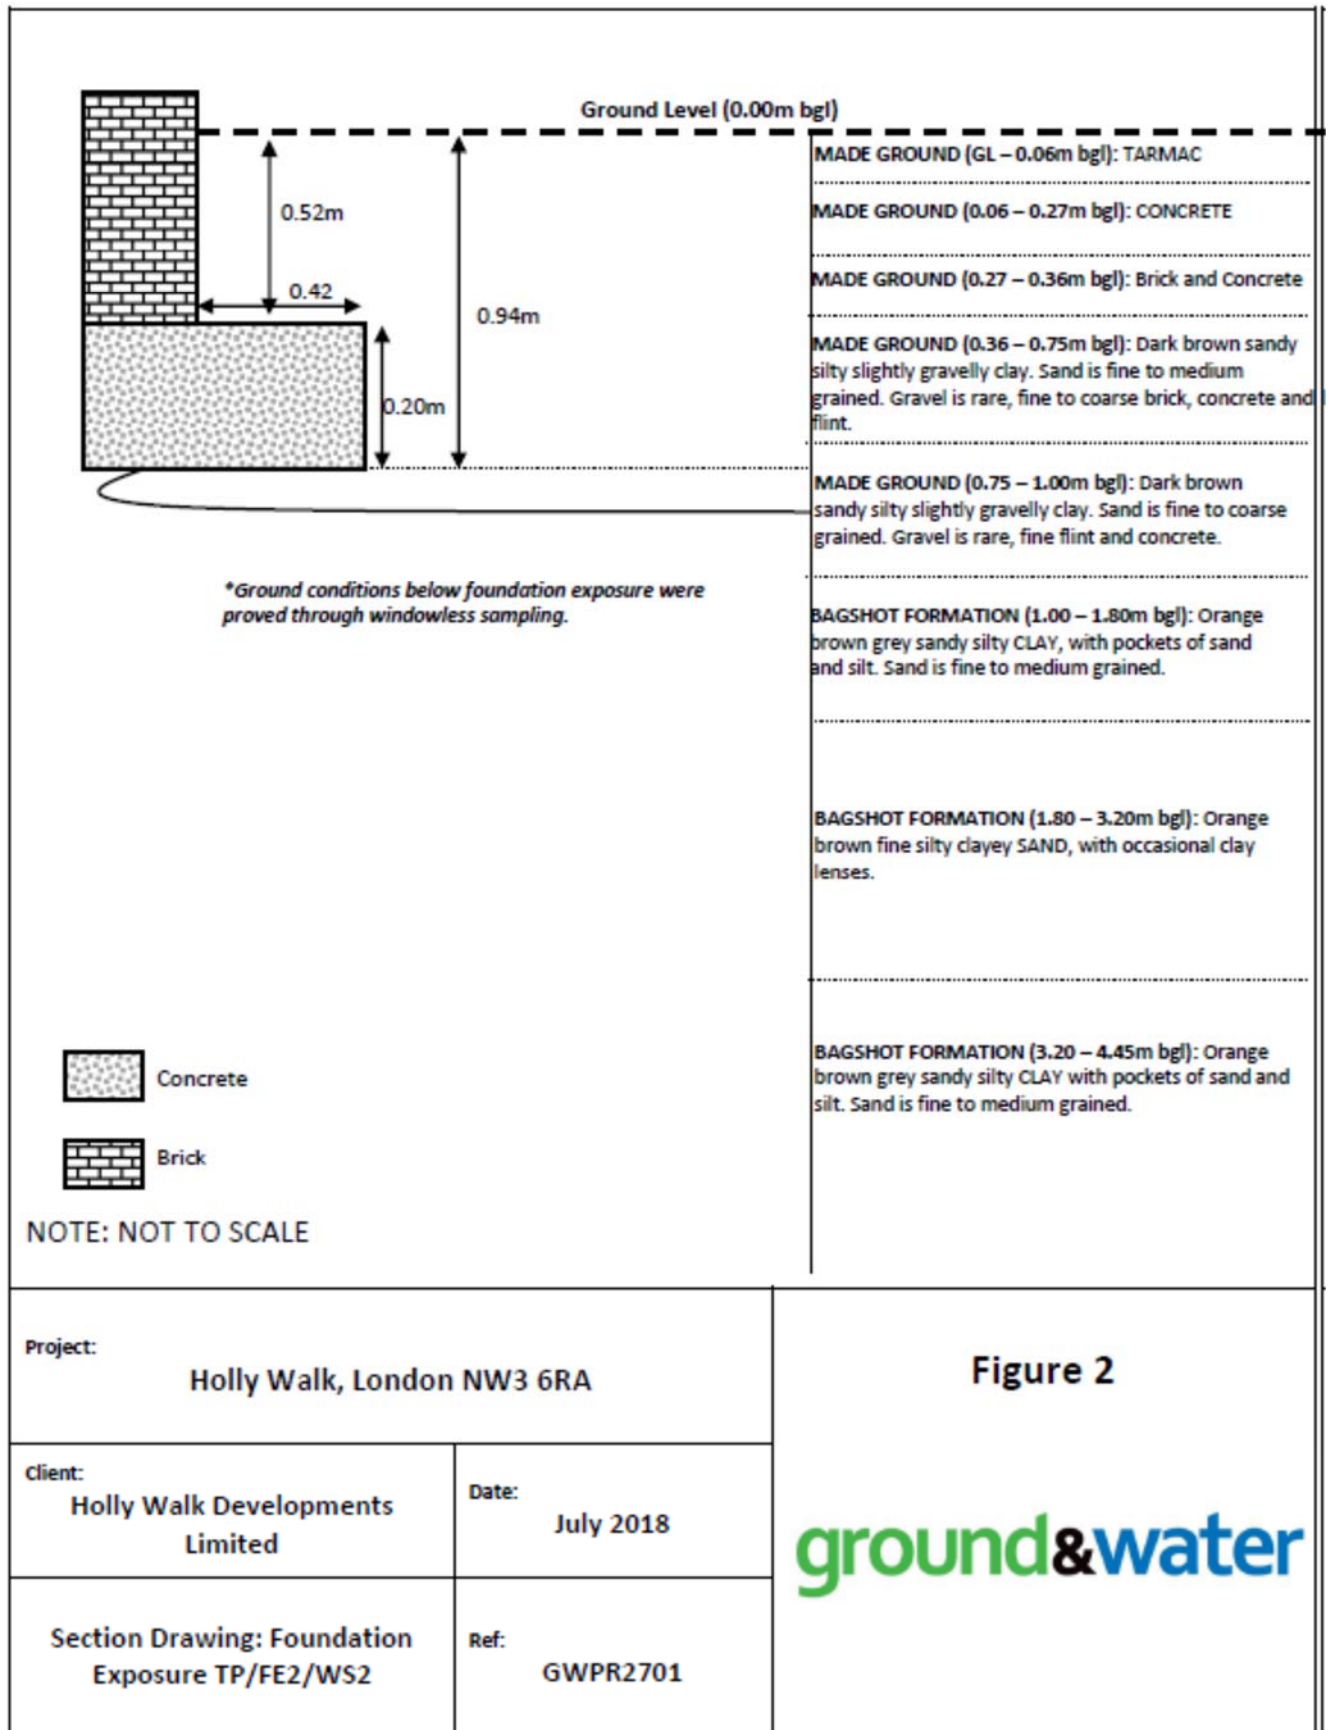 Ground Level (0.00m bgl)
0.52m
0.42
0.94m
0.20m
MADE GROUND (GL – 0.06m bgl): TARMAC
MADE GROUND (0.06 – 0.27m bgl): CONCRETE
MADE GROUND (0.27 – 0.36m bgl): Brick and Concrete
MADE GROUND (0.36 – 0.75m bgl): Dark brown sandy
silty slightly gravelly clay. Sand is fine to medium
grained. Gravel is rare, fine to coarse brick, concrete and
flint.
MADE GROUND (0.75 – 1.00m bgl): Dark brown
sandy silty slightly gravelly clay. Sand is fine to coarse
grained. Gravel is rare, fine flint and concrete.
*Ground conditions below foundation exposure were
proved through windowless sampling.
BAGSHOT FORMATION (1.00 – 1.80m bgl): Orange
brown grey sandy silty CLAY, with pockets of sand
and silt. Sand is fine to medium grained.
BAGSHOT FORMATION (1.80 – 3.20m bgl): Orange
brown fine silty clayey SAND, with occasional clay
lenses.
BAGSHOT FORMATION (3.20 – 4.45m bgl): Orange
brown grey sandy silty CLAY with pockets of sand and
silt. Sand is fine to medium grained.
Concrete
Brick
NOTE: NOT TO SCALE
Project:
Holly Walk, London NW3 6RA
Figure 2
Client:
Holly Walk Developments
Limited
Date:
July 2018
ground&water
Section Drawing: Foundation
Exposure TP/FE2/WS2
Ref:
GWPR2701